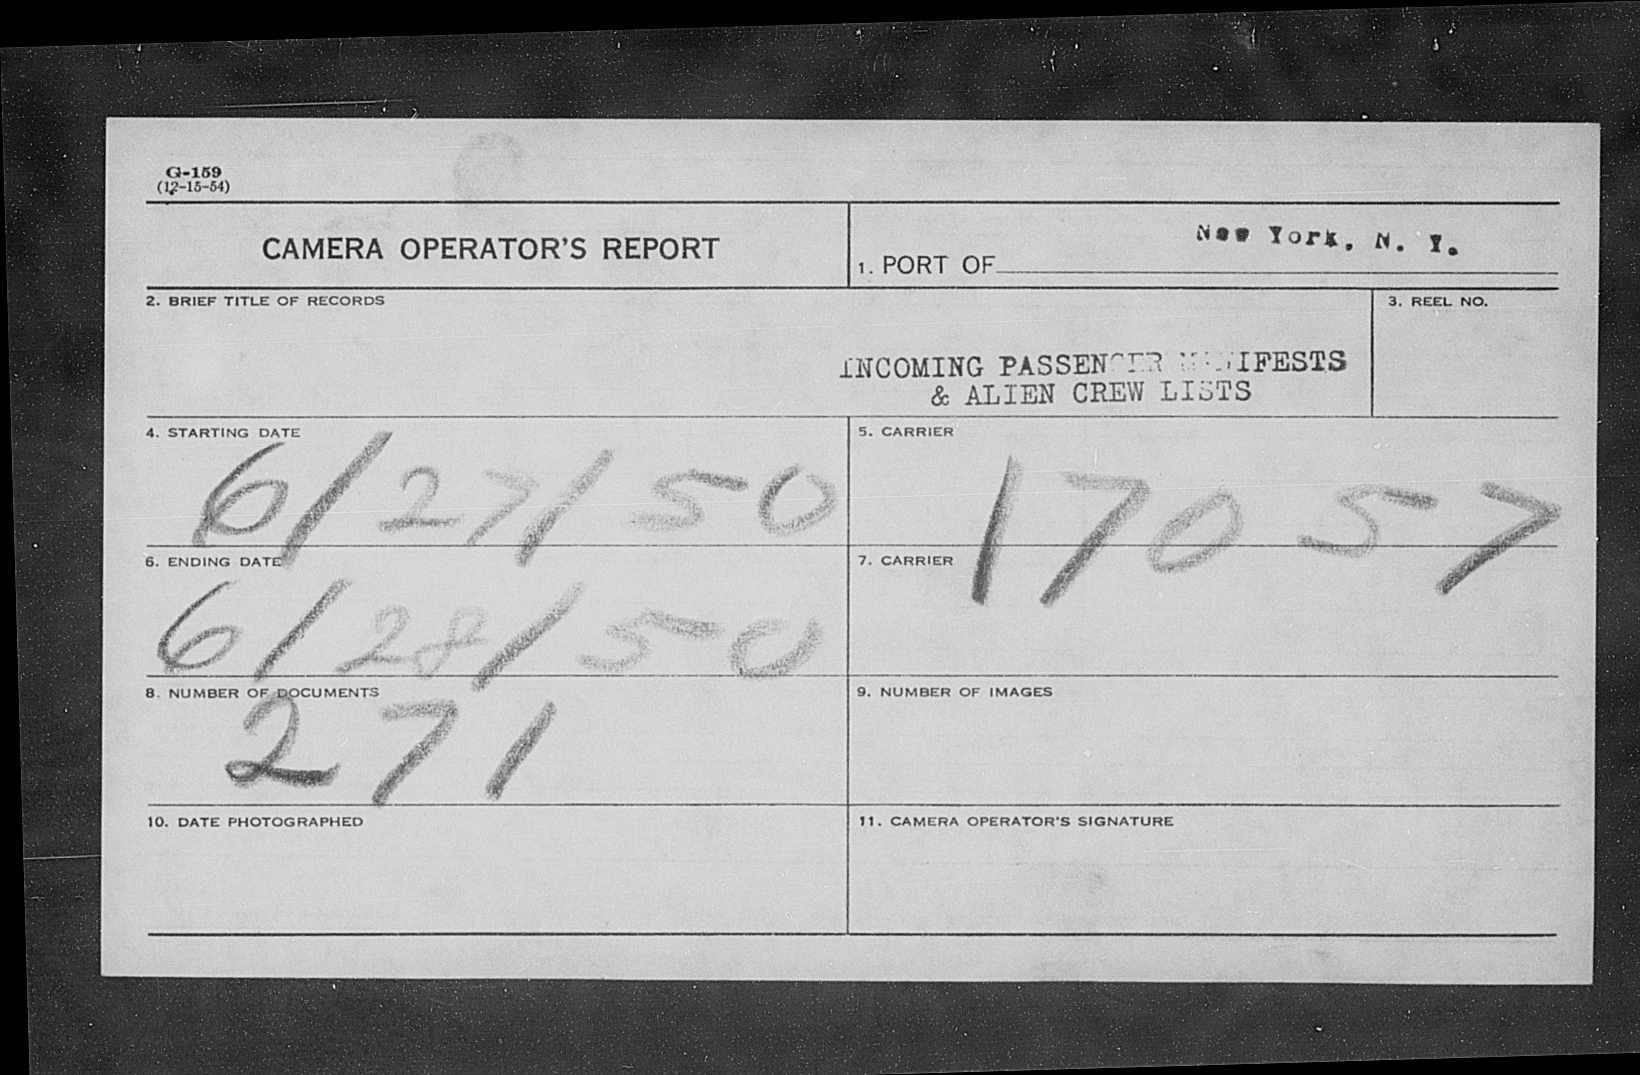 G-159
(12-15-54)
CAMERA OPERATOR'S REPORT
1. PORT OF New York, N. Y.
2. BRIEF TITLE OF RECORDS
3. REEL NO.
INCOMING PASSENGER MANIFESTS
& ALIEN CREW LISTS
4. STARTING DATE
6/27/50
5. CARRIER
17057
6. ENDING DATE
6/28/50
7. CARRIER
8. NUMBER OF DOCUMENTS
271
9. NUMBER OF IMAGES
10. DATE PHOTOGRAPHED
11. CAMERA OPERATOR'S SIGNATURE